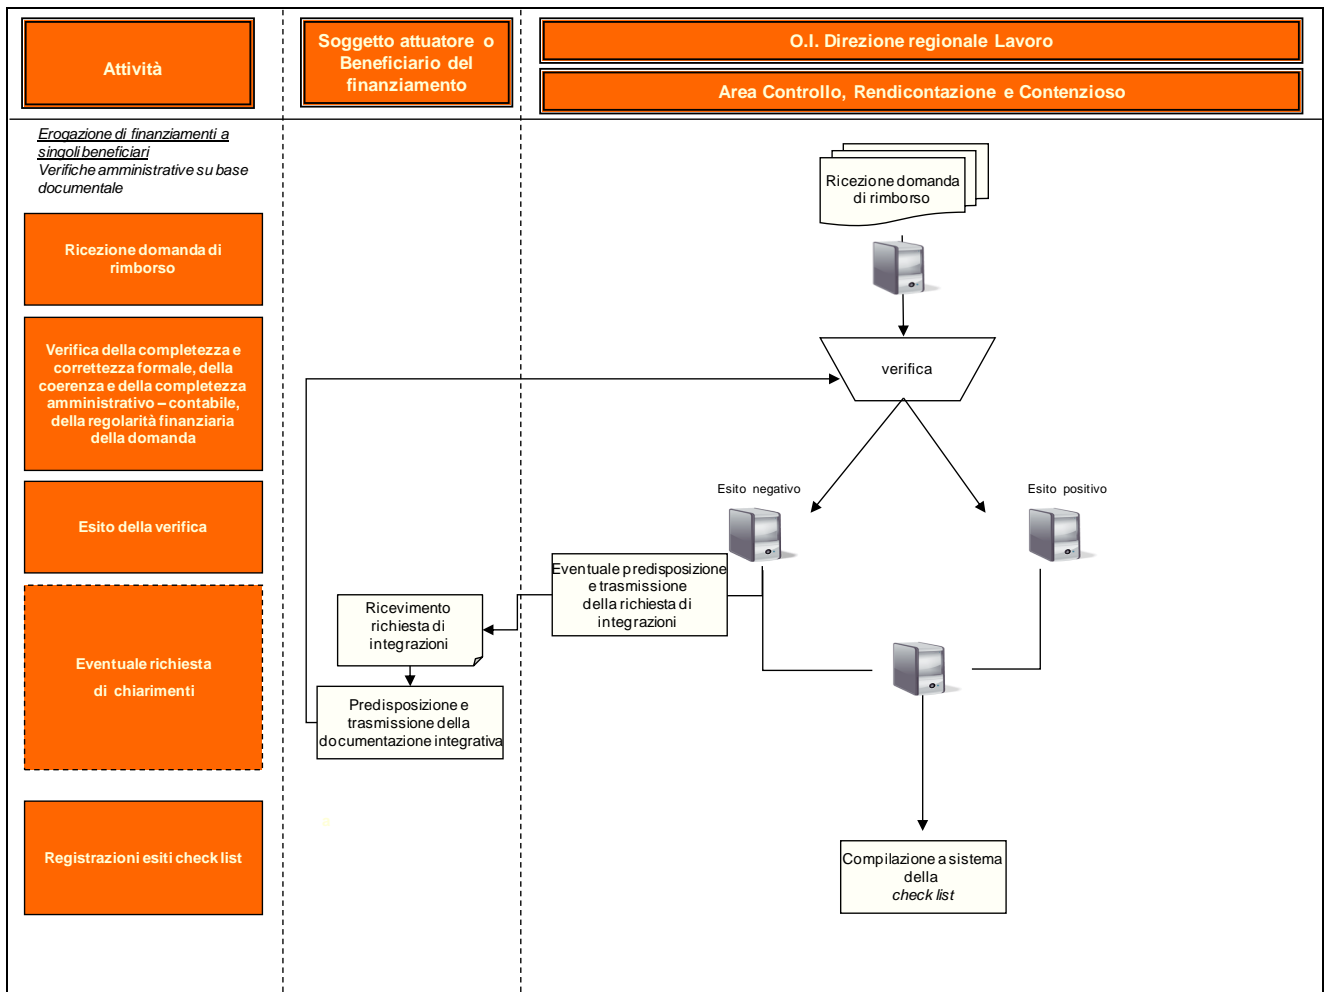 Attività
Soggetto attuatore o
Beneficiario del
finanziamento
O.I. Direzione regionale Lavoro
Area Controllo, Rendicontazione e Contenzioso
Erogazione di finanziamenti a
singoli beneficiari
Verifiche amministrative su base
documentale
Ricezione domanda di
rimborso
Verifica della completezza e
correttezza formale, della
coerenza e della completezza
amministrativo – contabile,
della regolarità finanziaria
della domanda
Esito della verifica
Eventuale richiesta
di chiarimenti
Registrazioni esiti check list
Ricezione domanda
di rimborso
verifica
Esito negativo
Esito positivo
Eventuale predisposizione
e trasmissione
della richiesta di
integrazioni
Ricevimento
richiesta di
integrazioni
Predisposizione e
trasmissione della
documentazione integrativa
Compilazione a sistema
della
check list